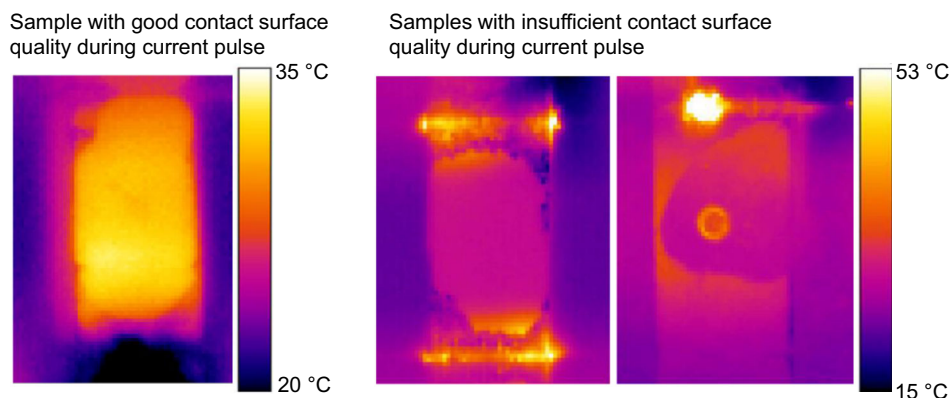 Sample with good contact surface
quality during current pulse
Samples with insufficient contact surface
quality during current pulse
35 °C
20 °C
53 °C
15 °C